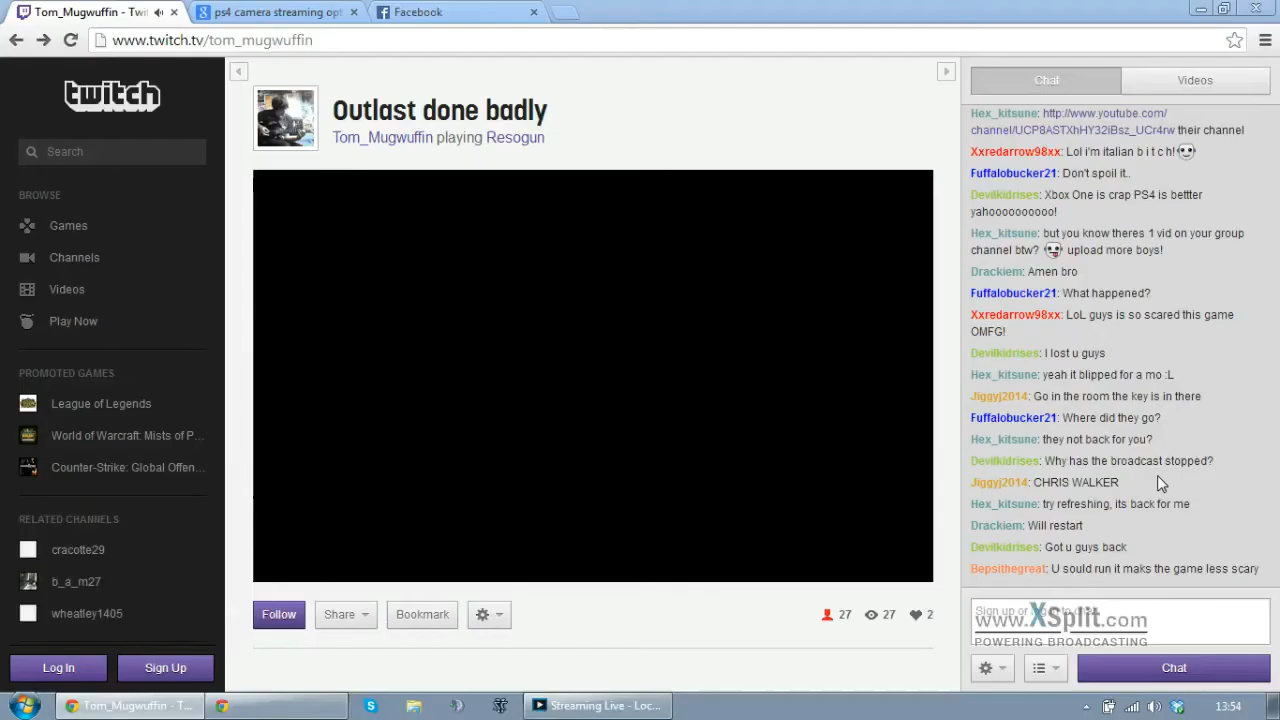 Tom_Mugwuffin - Twi
ps4 camera streaming opt
Facebook
www.twitch.tv/tom_mugwuffin
twitch
Search
BROWSE
Games
Channels
Videos
Play Now
PROMOTED GAMES
League of Legends
World of Warcraft: Mists of P...
Counter-Strike: Global Offen...
RELATED CHANNELS
cracotte29
b_a_m27
wheatley1405
Log In
Sign Up
Outlast done badly
Tom_Mugwuffin playing Resogun
Follow
Share
Bookmark
27
27
2
Chat
Videos
Hex_kitsune: http://www.youtube.com/
channel/UCP8ASTXhHY32iBsz_UCr4rw their channel
Xxredarrow98xx: Lol i'm italian b i t c h!
Fuffalobucker21: Don't spoil it..
Devilkidrises: Xbox One is crap PS4 is bettter
yahoooooooooo!
Hex_kitsune: but you know theres 1 vid on your group
channel btw? upload more boys!
Drackiem: Amen bro
Fuffalobucker21: What happened?
Xxredarrow98xx: LoL guys is so scared this game
OMFG!
Devilkidrises: I lost u guys
Hex_kitsune: yeah it blipped for a mo :L
Jiggyj2014: Go in the room the key is in there
Fuffalobucker21: Where did they go?
Hex_kitsune: they not back for you?
Devilkidrises: Why has the broadcast stopped?
Jiggyj2014: CHRIS WALKER
Hex_kitsune: try refreshing, its back for me
Drackiem: Will restart
Devilkidrises: Got u guys back
Bepsithegreat: U sould run it makes the game less scary
www.XSplit.com
POWERING BROADCASTING
Chat
Tom_Mugwuffin - T...
Streaming Live - Loc...
13:54